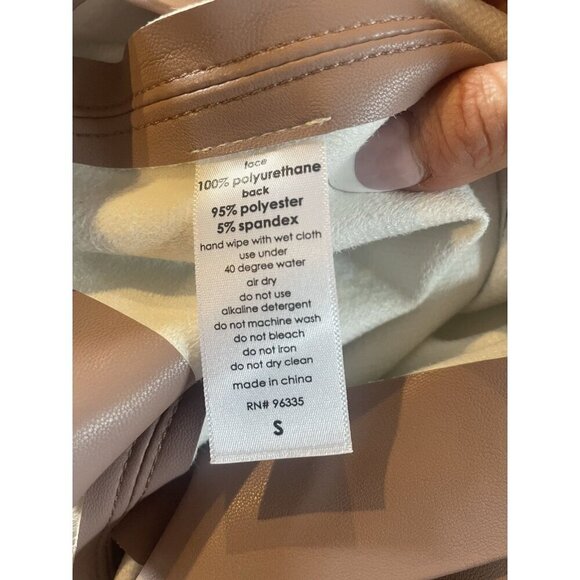 face
100% polyurethane
back
95% polyester
5% spandex
hand wipe with wet cloth
use under
40 degree water
air dry
do not use
alkaline detergent
do not machine wash
do not bleach
do not iron
do not dry clean
made in china
RN# 96335
S